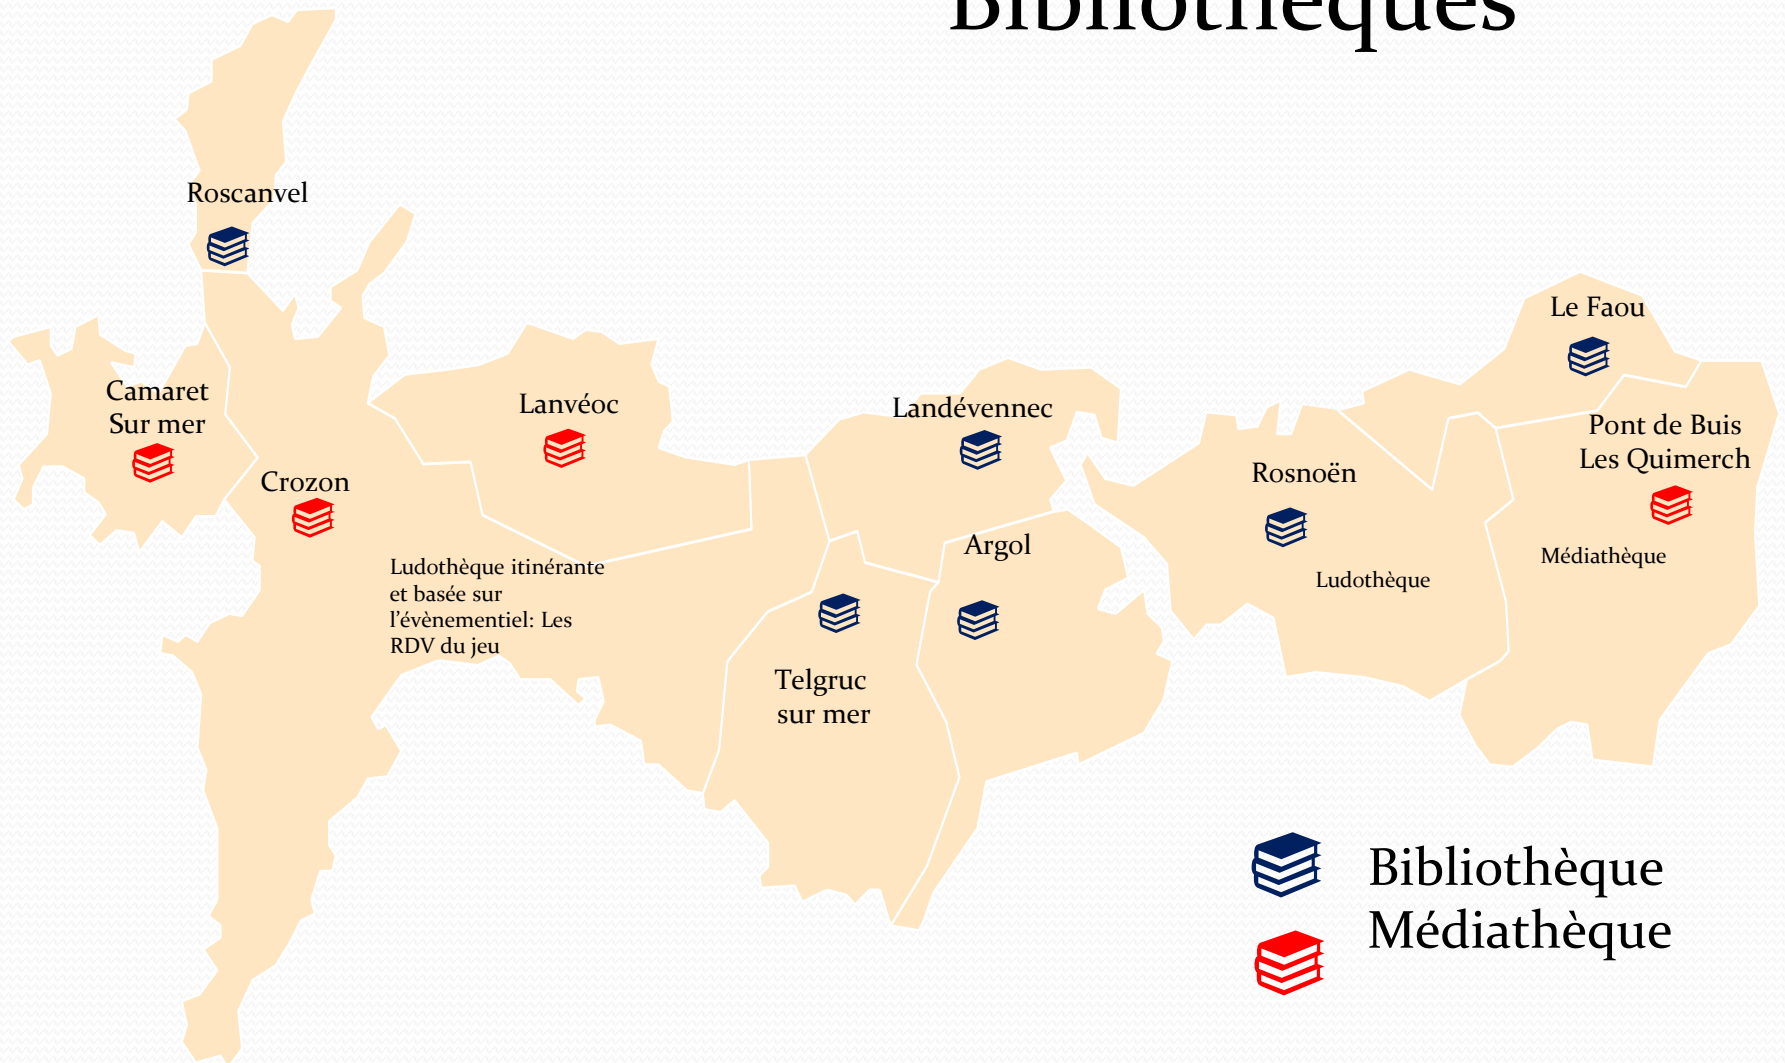 Bibliothèques
Roscanvel
Le Faou
Camaret
Sur mer
Lanvéoc
Landévennec
Pont de Buis
Les Quimerch
Crozon
Rosnoën
Argol
Ludothèque itinérante
et basée sur
l'évènementiel: Les
RDV du jeu
Médiathèque
Ludothèque
Telgruc
sur mer
Bibliothèque
Médiathèque